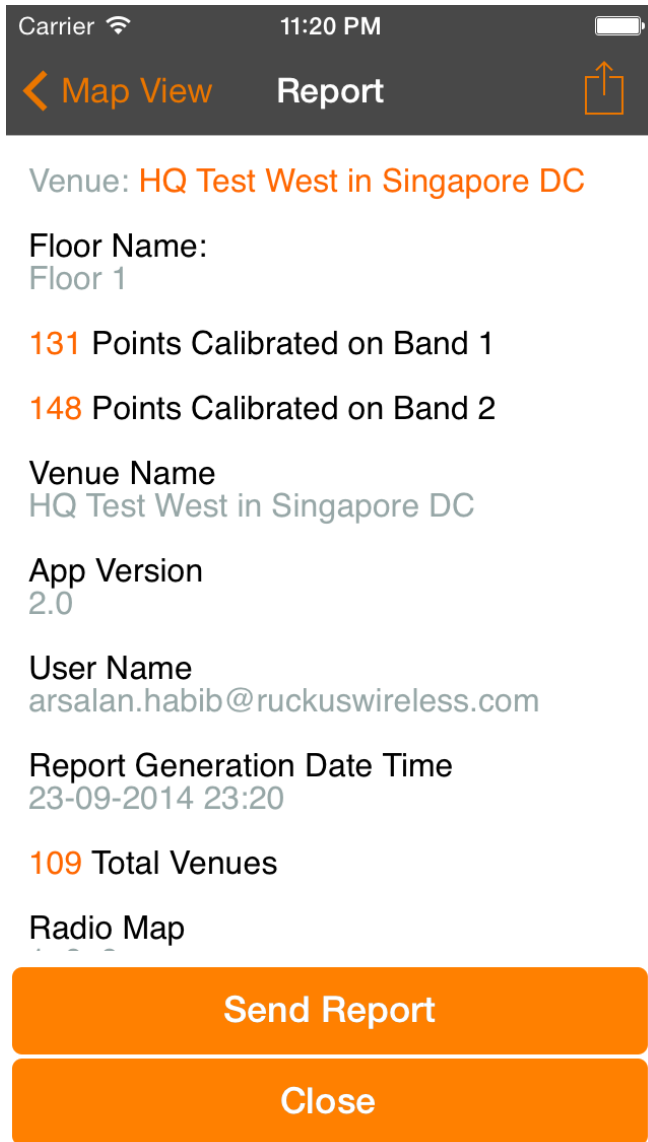 Carrier 11:20 PM
Map View Report
Venue: HQ Test West in Singapore DC
Floor Name:
Floor 1
131 Points Calibrated on Band 1
148 Points Calibrated on Band 2
Venue Name
HQ Test West in Singapore DC
App Version
2.0
User Name
arsalan.habib@ruckuswireless.com
Report Generation Date Time
23-09-2014 23:20
109 Total Venues
Radio Map
Send Report
Close